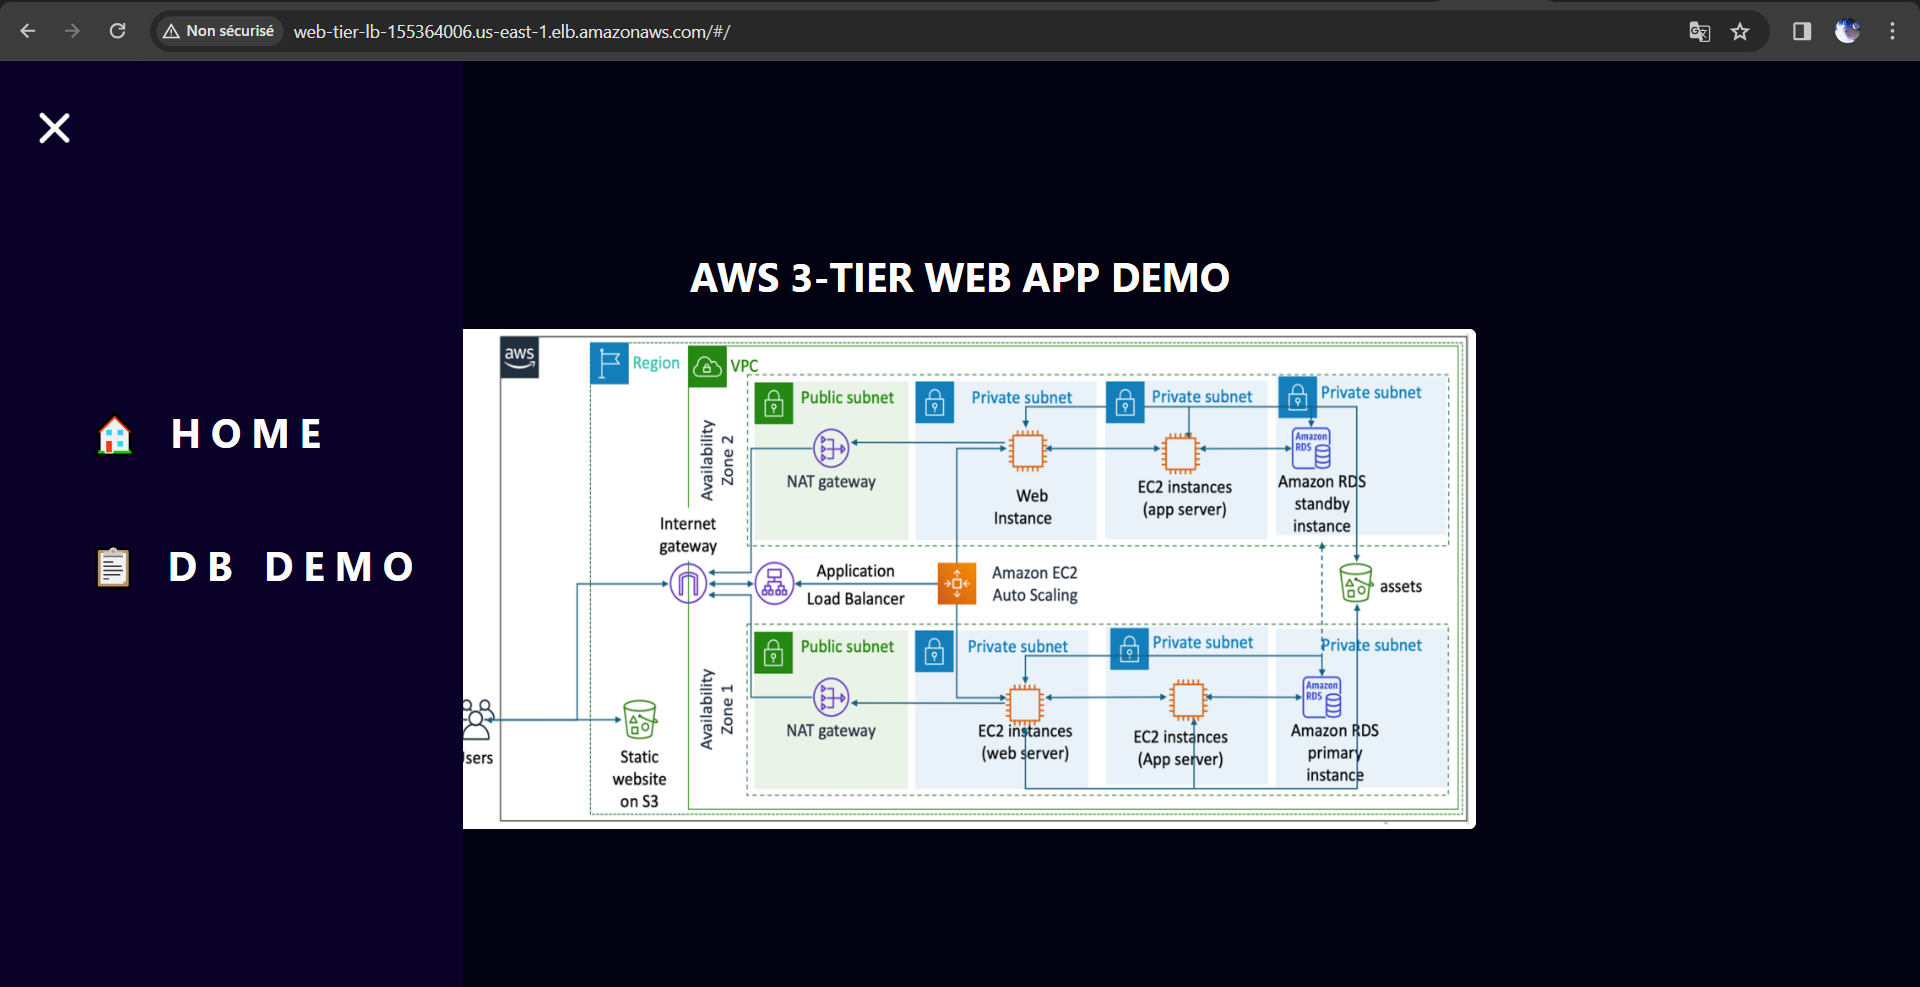 Non sécurisé web-tier-lb-155364006.us-east-1.elb.amazonaws.com/#/
HOME
DB DEMO
AWS 3-TIER WEB APP DEMO
aws
Region
VPC
Availability
Zone 2
Public subnet
NAT gateway
Private subnet
Web
Instance
Private subnet
EC2 instances
(app server)
Private subnet
Amazon
RDS
Amazon RDS
standby
instance
Internet
gateway
Application
Load Balancer
Amazon EC2
Auto Scaling
assets
Availability
Zone 1
Public subnet
NAT gateway
Private subnet
EC2 instances
(web server)
Private subnet
EC2 instances
(App server)
Private subnet
Amazon
RDS
Amazon RDS
primary
instance
sers
Static
website
on S3